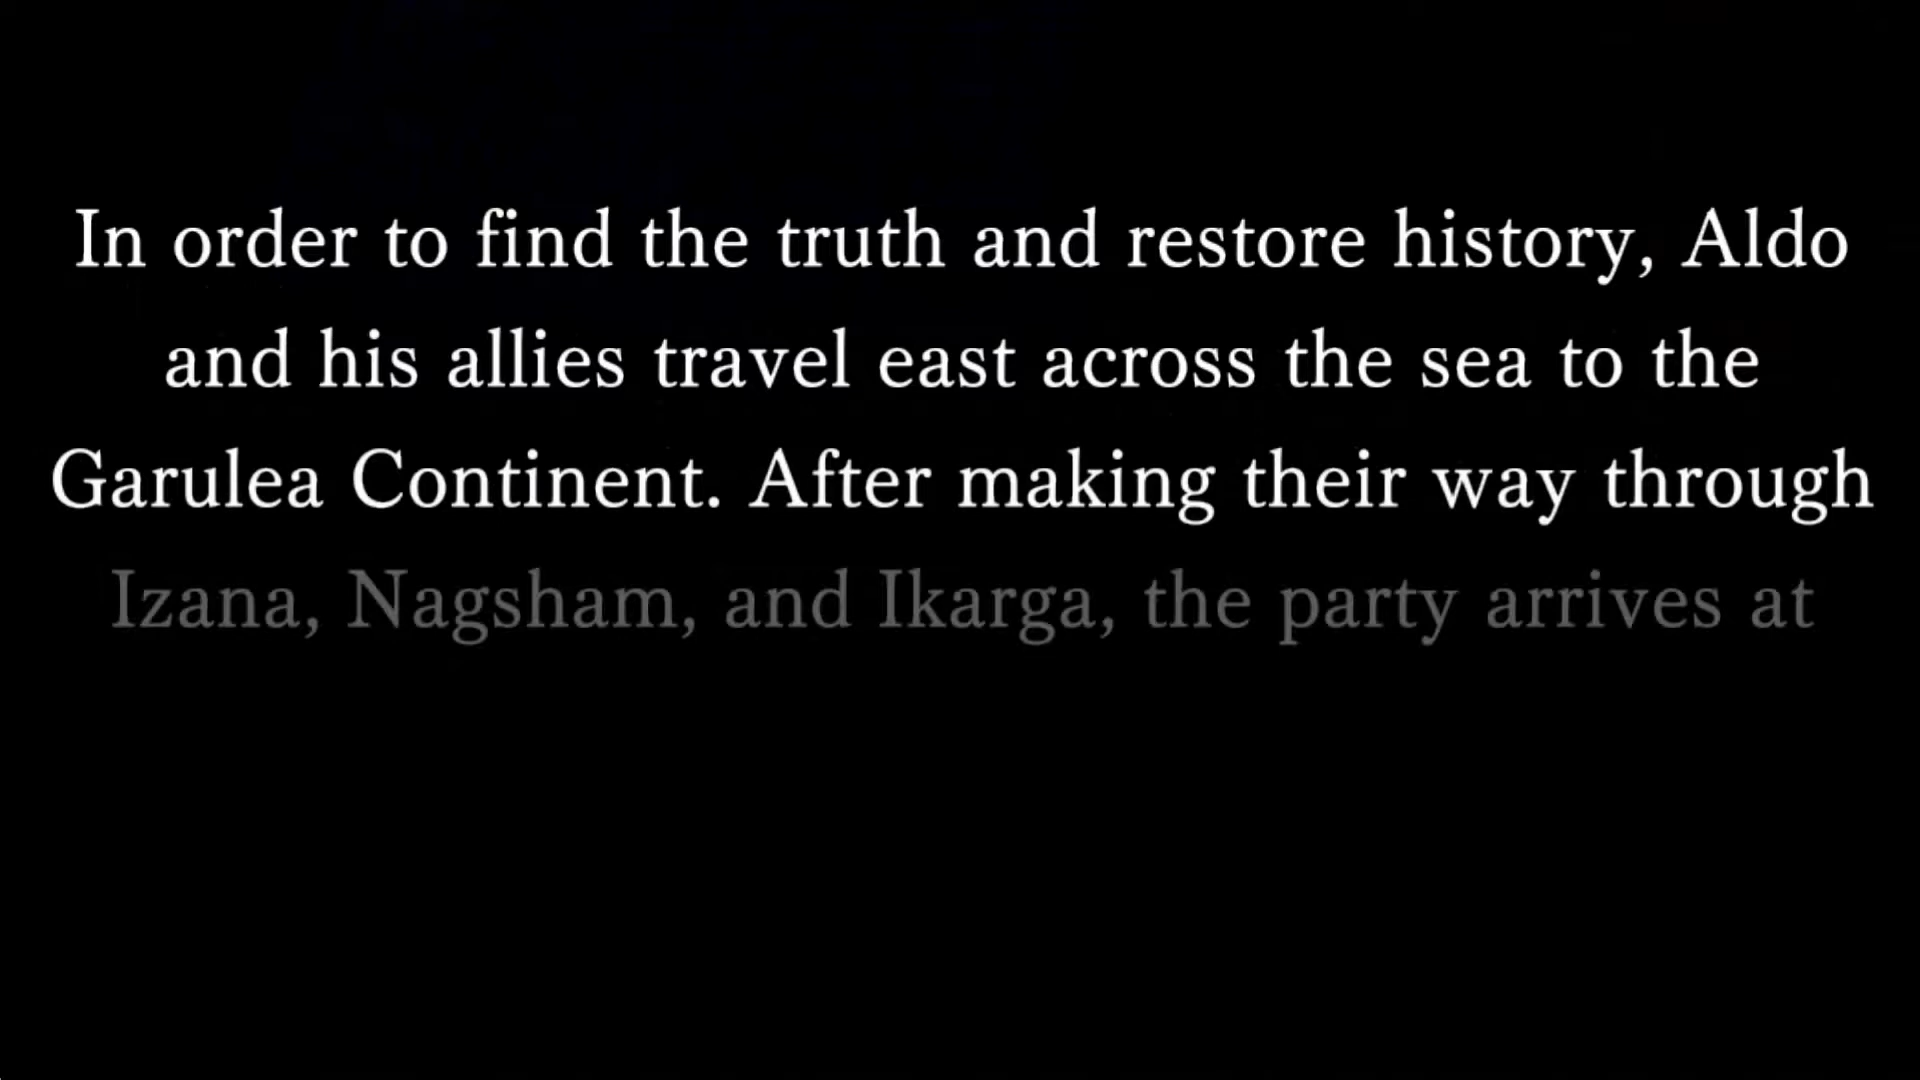 In order to find the truth and restore history, Aldo
and his allies travel east across the sea to the
Garulea Continent. After making their way through
Izana, Nagsham, and Ikarga, the party arrives at